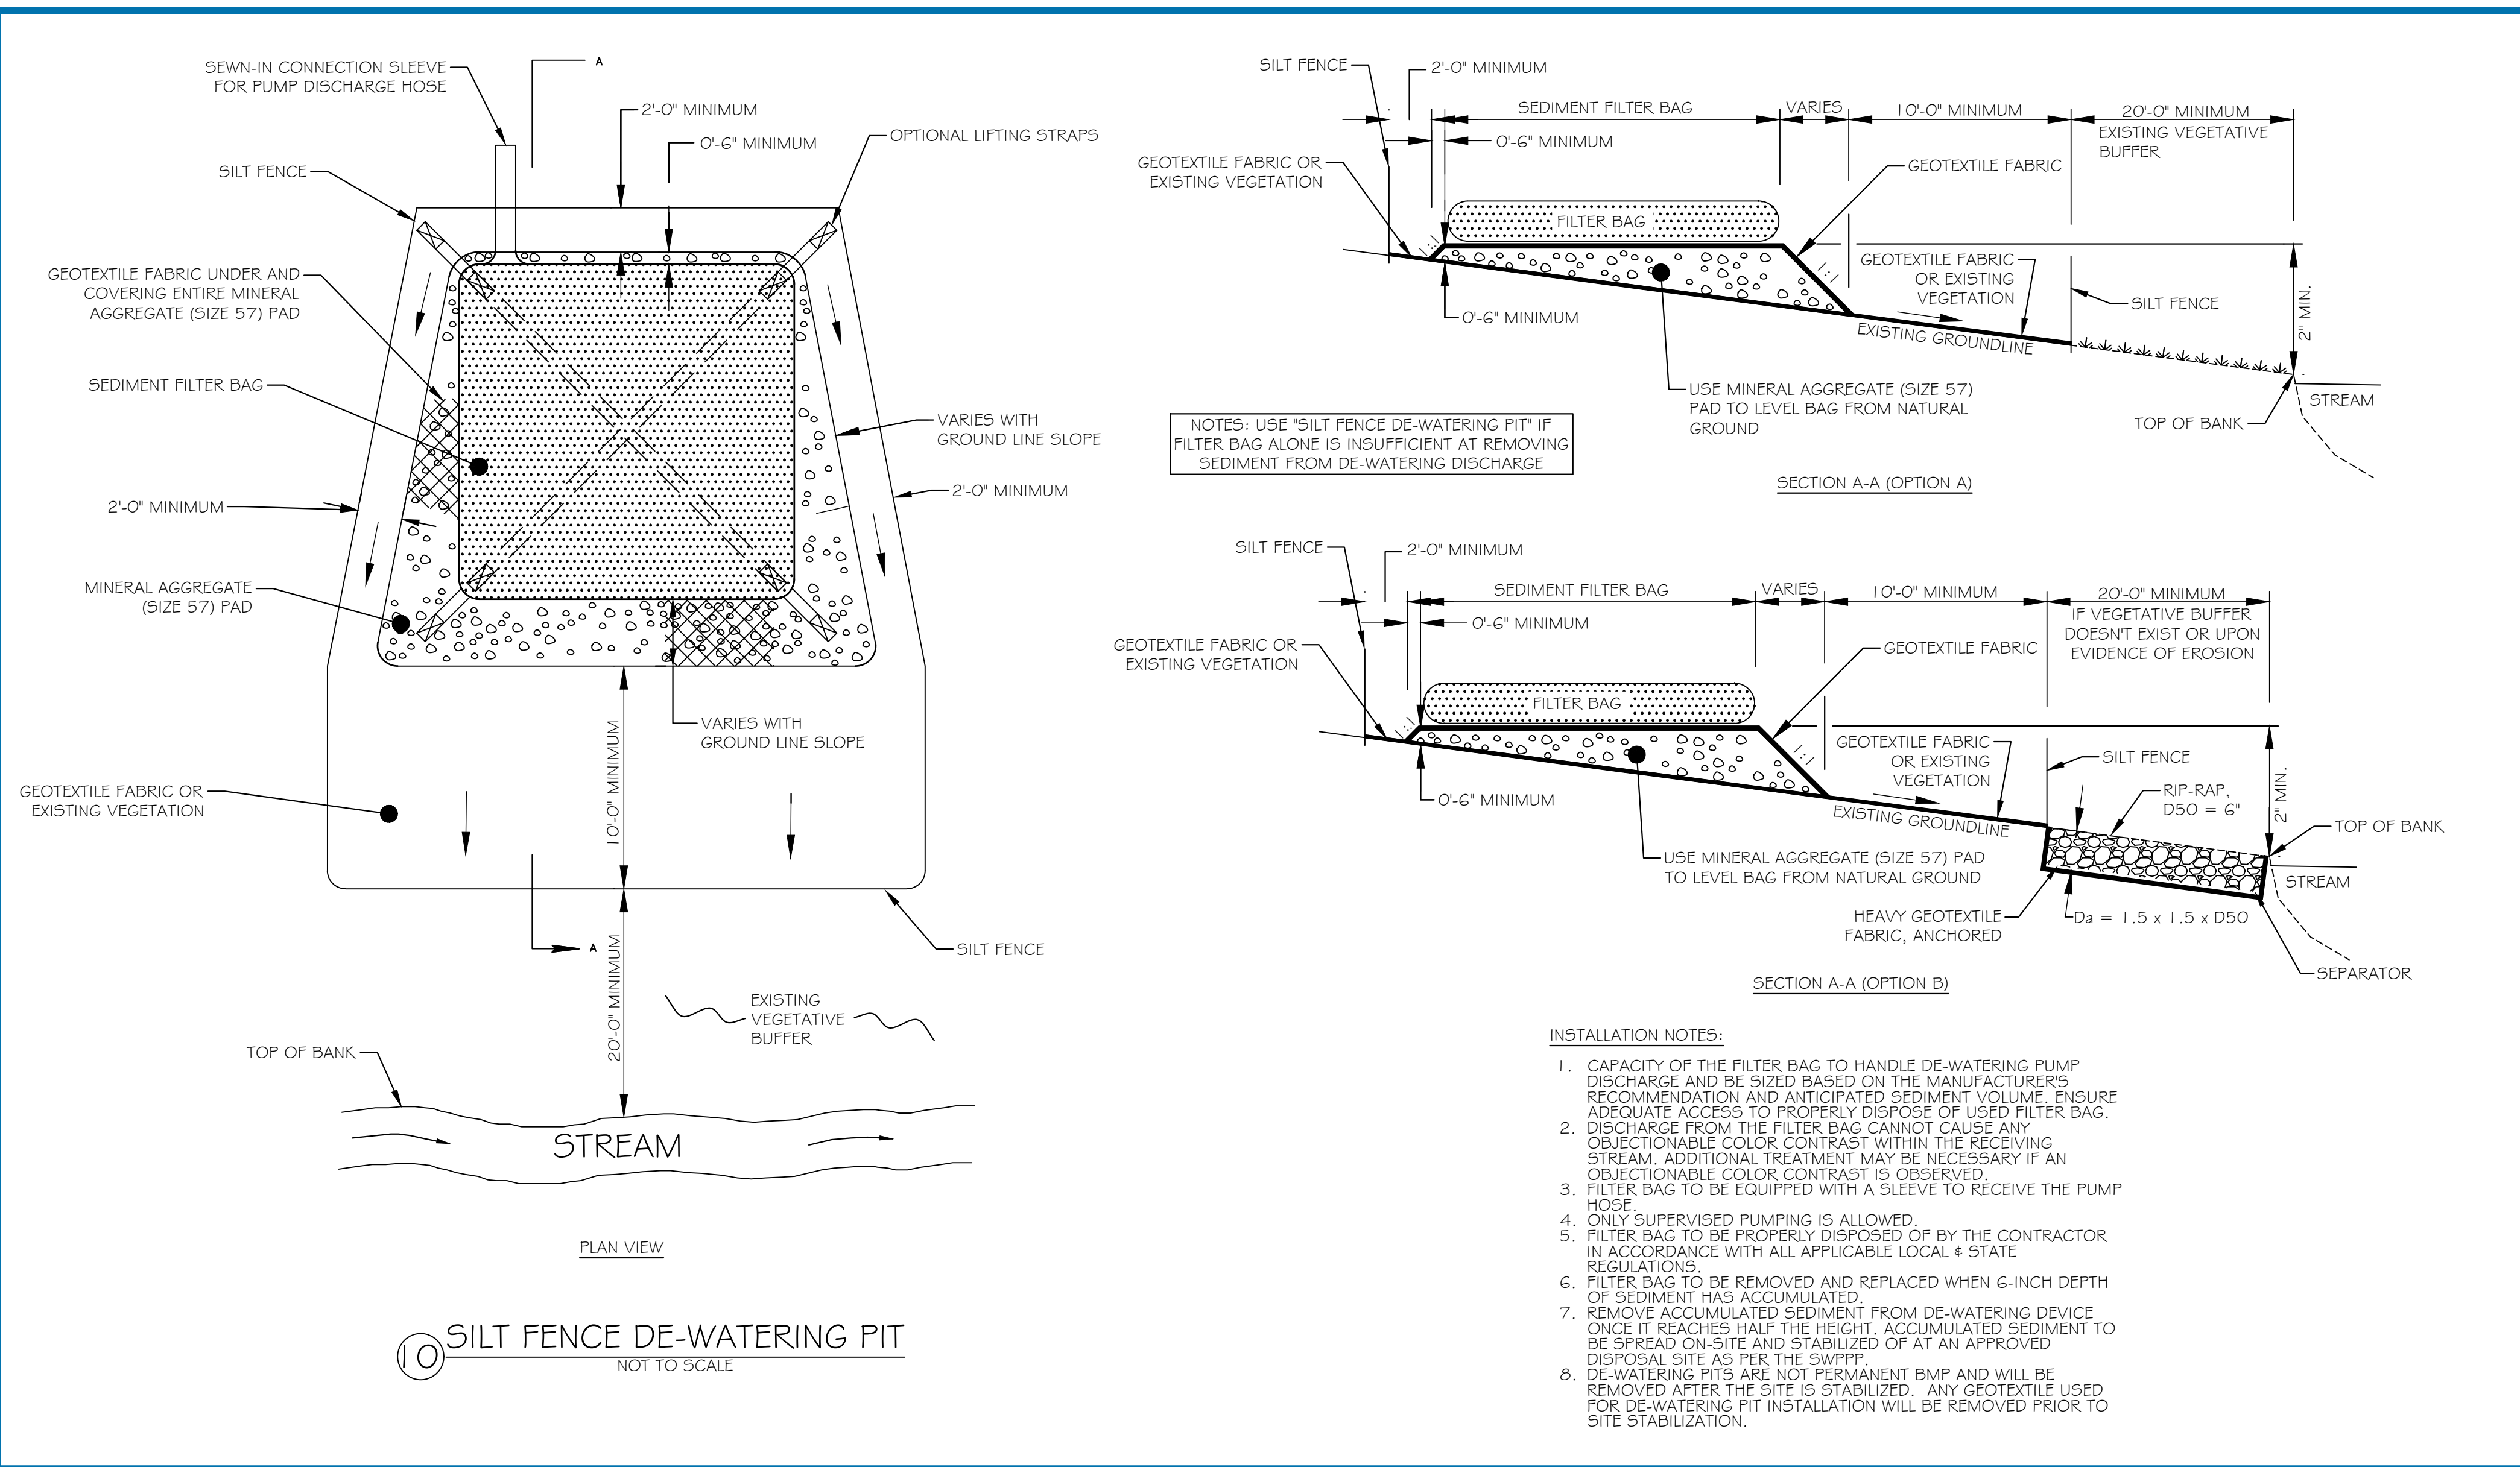 SEWN-IN CONNECTION SLEEVE
FOR PUMP DISCHARGE HOSE
A
2'-0" MINIMUM
0'-6" MINIMUM
OPTIONAL LIFTING STRAPS
SILT FENCE
GEOTEXTILE FABRIC UNDER AND
COVERING ENTIRE MINERAL
AGGREGATE (SIZE 57) PAD
SEDIMENT FILTER BAG
VARIES WITH
GROUND LINE SLOPE
2'-0" MINIMUM
2'-0" MINIMUM
MINERAL AGGREGATE
(SIZE 57) PAD
VARIES WITH
GROUND LINE SLOPE
10'-0" MINIMUM
GEOTEXTILE FABRIC OR
EXISTING VEGETATION
A
SILT FENCE
20'-0" MINIMUM
EXISTING
VEGETATIVE
BUFFER
TOP OF BANK
STREAM
PLAN VIEW
10
SILT FENCE DE-WATERING PIT
NOT TO SCALE
SILT FENCE
2'-0" MINIMUM
SEDIMENT FILTER BAG
VARIES
10'-0" MINIMUM
20'-0" MINIMUM
EXISTING VEGETATIVE
BUFFER
0'-6" MINIMUM
GEOTEXTILE FABRIC OR
EXISTING VEGETATION
GEOTEXTILE FABRIC
FILTER BAG
1:1
1:1
GEOTEXTILE FABRIC
OR EXISTING
VEGETATION
SILT FENCE
2" MIN.
0'-6" MINIMUM
EXISTING GROUNDLINE
USE MINERAL AGGREGATE (SIZE 57)
PAD TO LEVEL BAG FROM NATURAL
GROUND
STREAM
TOP OF BANK
NOTES: USE "SILT FENCE DE-WATERING PIT" IF
FILTER BAG ALONE IS INSUFFICIENT AT REMOVING
SEDIMENT FROM DE-WATERING DISCHARGE
SECTION A-A (OPTION A)
SILT FENCE
2'-0" MINIMUM
SEDIMENT FILTER BAG
VARIES
10'-0" MINIMUM
20'-0" MINIMUM
IF VEGETATIVE BUFFER
DOESN'T EXIST OR UPON
EVIDENCE OF EROSION
0'-6" MINIMUM
GEOTEXTILE FABRIC OR
EXISTING VEGETATION
GEOTEXTILE FABRIC
FILTER BAG
1:1
1:1
GEOTEXTILE FABRIC
OR EXISTING
VEGETATION
SILT FENCE
RIP-RAP,
D50 = 6"
2" MIN.
0'-6" MINIMUM
EXISTING GROUNDLINE
TOP OF BANK
USE MINERAL AGGREGATE (SIZE 57) PAD
TO LEVEL BAG FROM NATURAL GROUND
STREAM
HEAVY GEOTEXTILE
FABRIC, ANCHORED
Da = 1.5 x 1.5 x D50
SEPARATOR
SECTION A-A (OPTION B)
INSTALLATION NOTES:
1. CAPACITY OF THE FILTER BAG TO HANDLE DE-WATERING PUMP
DISCHARGE AND BE SIZED BASED ON THE MANUFACTURER'S
RECOMMENDATION AND ANTICIPATED SEDIMENT VOLUME. ENSURE
ADEQUATE ACCESS TO PROPERLY DISPOSE OF USED FILTER BAG.
2. DISCHARGE FROM THE FILTER BAG CANNOT CAUSE ANY
OBJECTIONABLE COLOR CONTRAST WITHIN THE RECEIVING
STREAM. ADDITIONAL TREATMENT MAY BE NECESSARY IF AN
OBJECTIONABLE COLOR CONTRAST IS OBSERVED.
3. FILTER BAG TO BE EQUIPPED WITH A SLEEVE TO RECEIVE THE PUMP
HOSE.
4. ONLY SUPERVISED PUMPING IS ALLOWED.
5. FILTER BAG TO BE PROPERLY DISPOSED OF BY THE CONTRACTOR
IN ACCORDANCE WITH ALL APPLICABLE LOCAL & STATE
REGULATIONS.
6. FILTER BAG TO BE REMOVED AND REPLACED WHEN 6-INCH DEPTH
OF SEDIMENT HAS ACCUMULATED.
7. REMOVE ACCUMULATED SEDIMENT FROM DE-WATERING DEVICE
ONCE IT REACHES HALF THE HEIGHT. ACCUMULATED SEDIMENT TO
BE SPREAD ON-SITE AND STABILIZED OF AT AN APPROVED
DISPOSAL SITE AS PER THE SWPPP.
8. DE-WATERING PITS ARE NOT PERMANENT BMP AND WILL BE
REMOVED AFTER THE SITE IS STABILIZED. ANY GEOTEXTILE USED
FOR DE-WATERING PIT INSTALLATION WILL BE REMOVED PRIOR TO
SITE STABILIZATION.